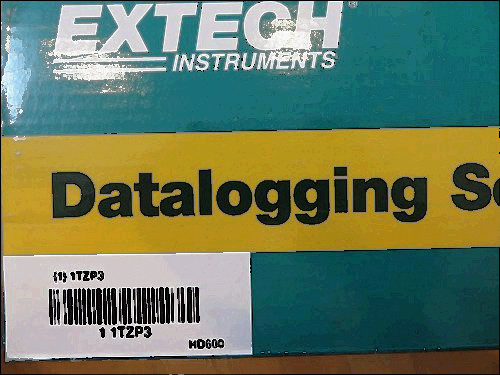 EXTECH
INSTRUMENTS
Datalogging
(1) 1TZP3
1 1TZP3
HD600